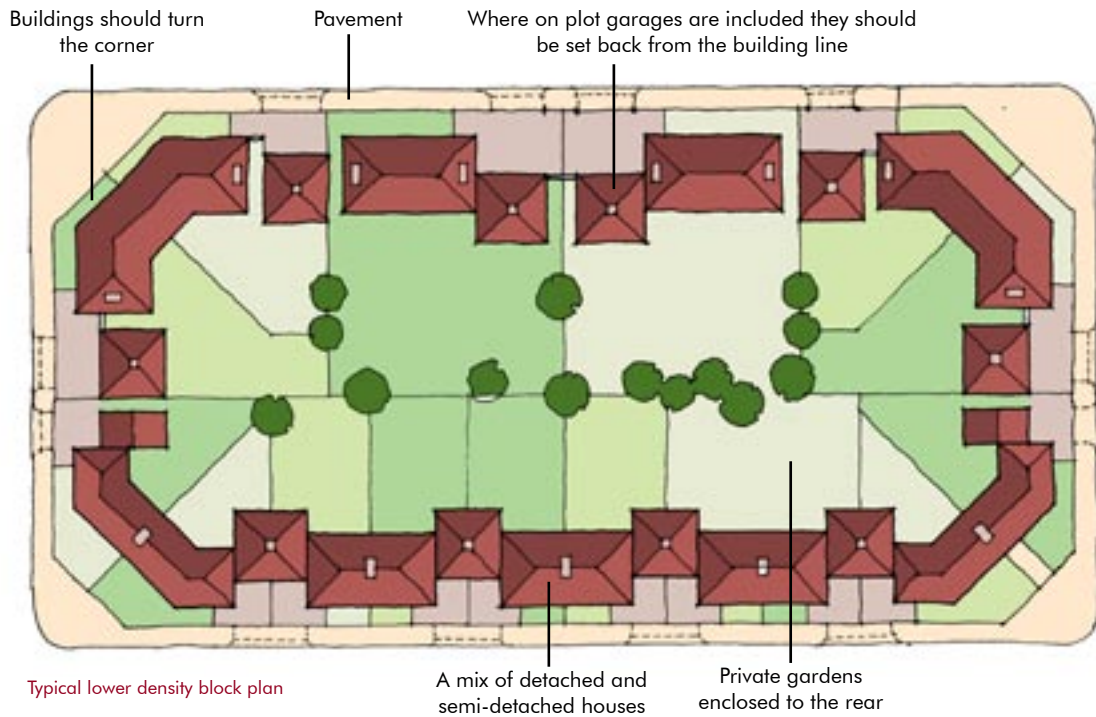 Buildings should turn
the corner
Pavement
Where on plot garages are included they should
be set back from the building line
Typical lower density block plan
A mix of detached and
semi-detached houses
Private gardens
enclosed to the rear